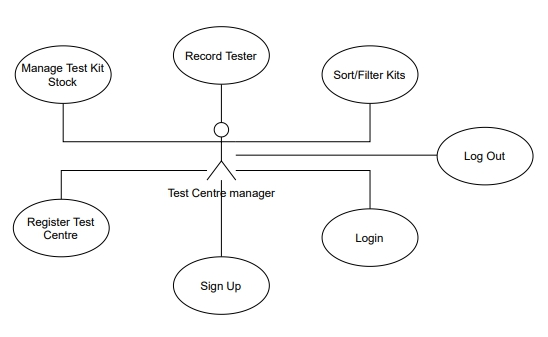 Record Tester
Manage Test Kit
Stock
Sort/Filter Kits
Log Out
Test Centre manager
Register Test
Centre
Login
Sign Up